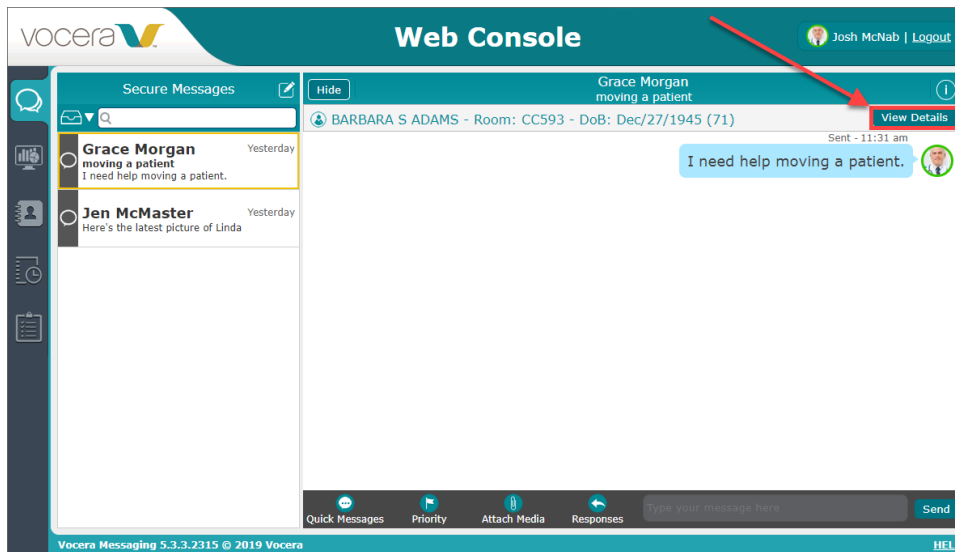 vocera
Web Console
Josh McNab | Logout
Secure Messages
Hide
Grace Morgan
moving a patient
BARBARA S ADAMS - Room: CC593 - DoB: Dec/27/1945 (71)
View Details
Grace Morgan
Yesterday
moving a patient
I need help moving a patient.
Jen McMaster
Yesterday
Here's the latest picture of Linda
Sent - 11:31 am
I need help moving a patient.
Quick Messages
Priority
Attach Media
Responses
Type your message here
Send
Vocera Messaging 5.3.3.2315 © 2019 Vocera
HEL